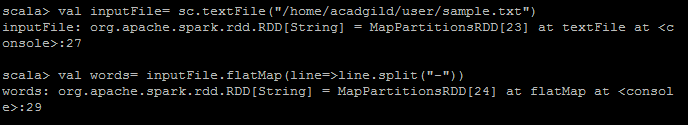 scala> val inputFile= sc.textFile("/home/acadgild/user/sample.txt")
inputFile: org.apache.spark.rdd.RDD[String] = MapPartitionsRDD[23] at textFile at <c
onsole>:27
scala> val words= inputFile.flatMap(line=>line.split("-"))
words: org.apache.spark.rdd.RDD[String] = MapPartitionsRDD[24] at flatMap at <consol
e>:29